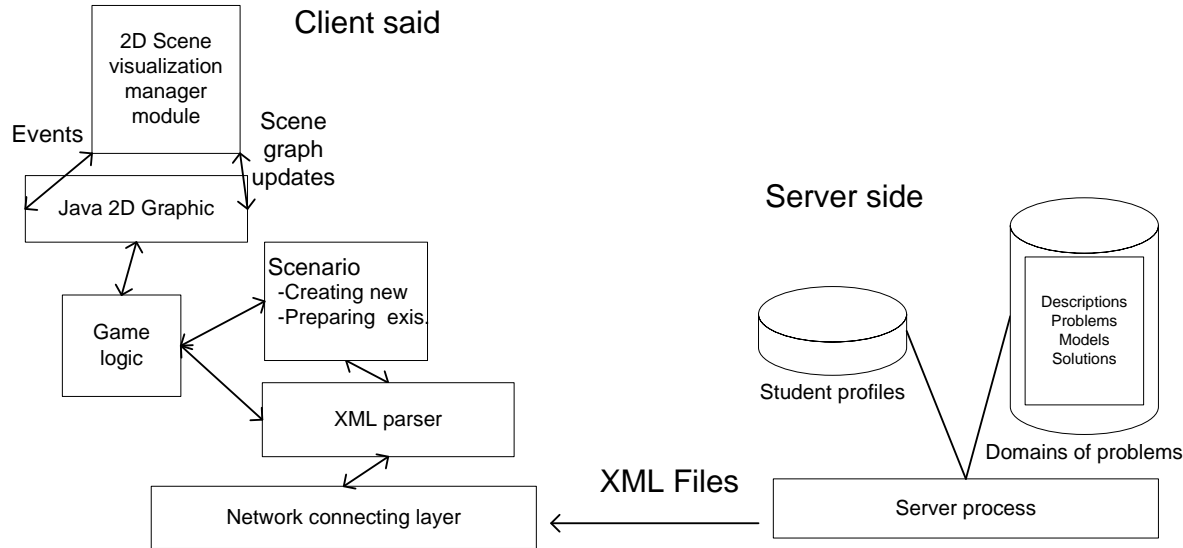 Client said
2D Scene
visualization
manager
module
Events
Scene
graph
updates
Java 2D Graphic
Scenario
-Creating new
-Preparing exis.
Game
logic
XML parser
Network connecting layer
Server side
Descriptions
Problems
Models
Solutions
Student profiles
Domains of problems
XML Files
Server process